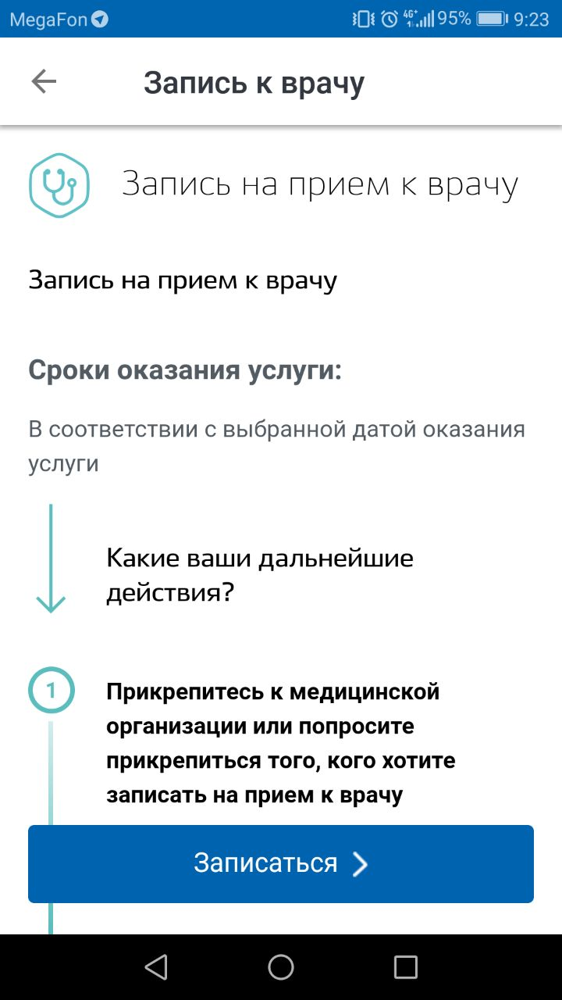 MegaFon 4G+ 95% 9:23
Запись к врачу
Запись на прием к врачу
Запись на прием к врачу
Сроки оказания услуги:
В соответствии с выбранной датой оказания
услуги
Какие ваши дальнейшие
действия?
1
Прикрепитесь к медицинской
организации или попросите
прикрепиться того, кого хотите
записать на прием к врачу
Записаться